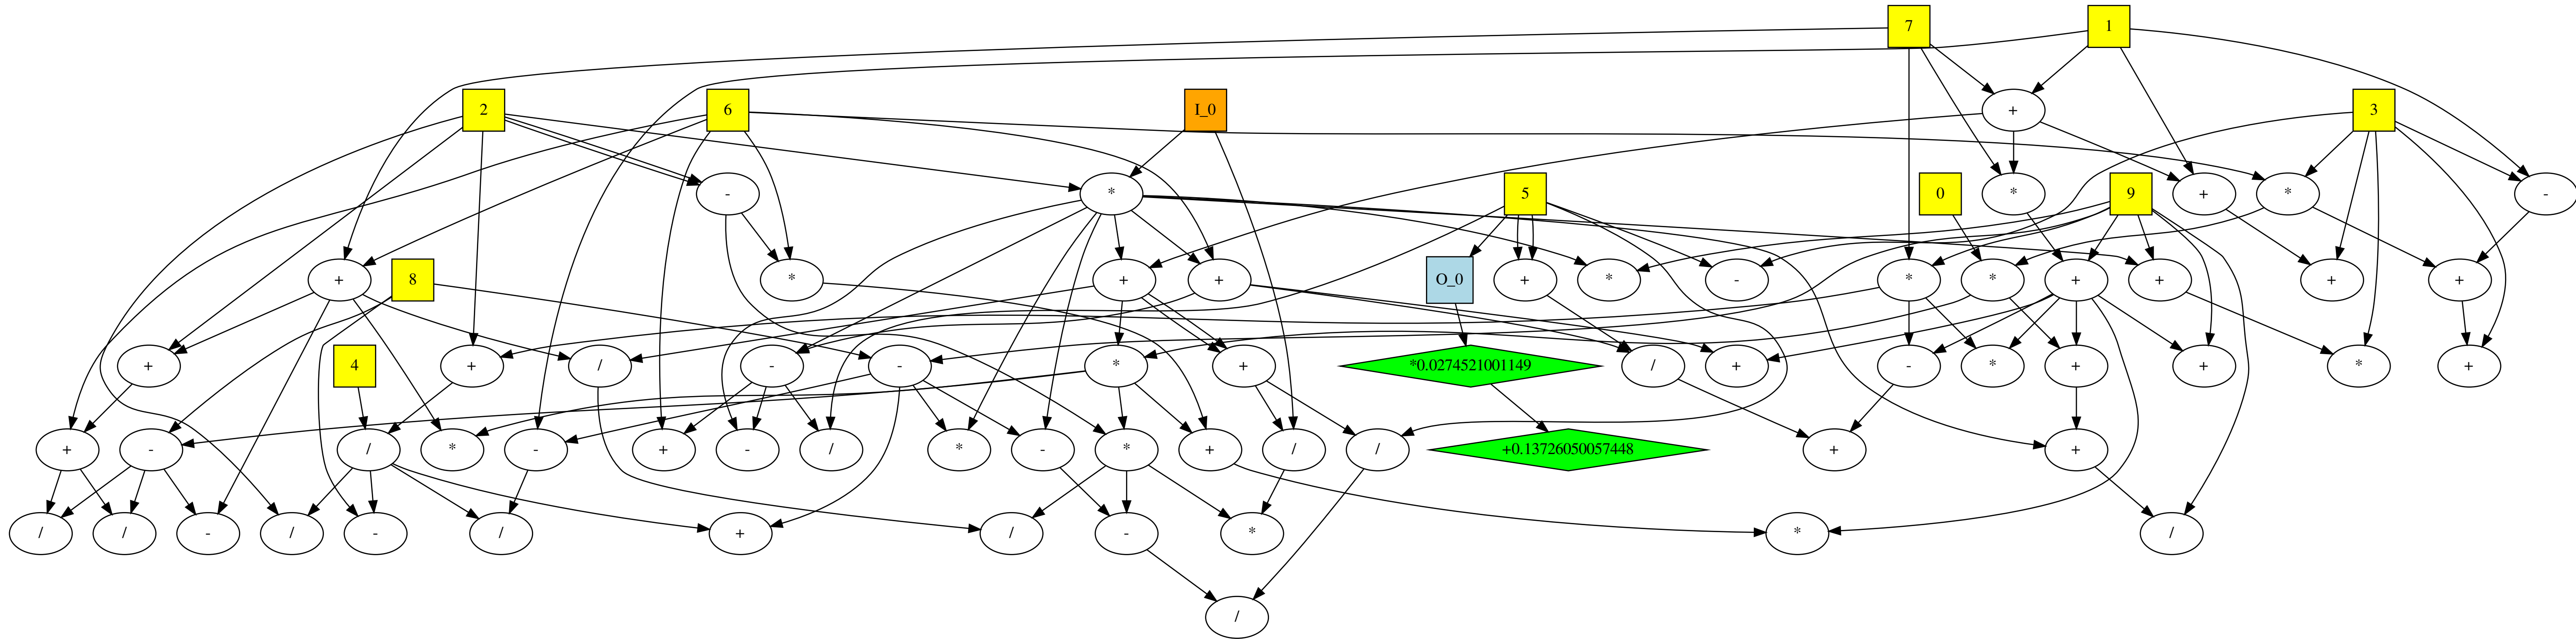 7 1
2 6 I_0 + 3
- * 5 0 * 9 + * -
+ 8 * + + O_0 + * - * * + + + +
+ 4 + / - - * + *0.0274521001149 / + - * + + * +
+ - / * - + - / * - * + / / +0.13726050057448 + +
/ / - / - / + / - * * /
/